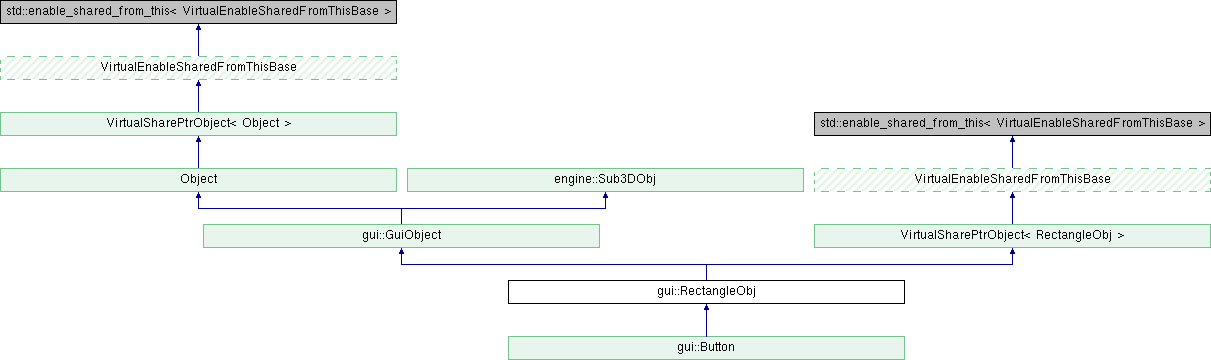 std::enable_shared_from_this< VirtualEnableSharedFromThisBase >
VirtualEnableSharedFromThisBase
VirtualSharePtrObject< Object >
std::enable_shared_from_this< VirtualEnableSharedFromThisBase >
Object
engine::Sub3DObj
VirtualEnableSharedFromThisBase
gui::GuiObject
VirtualSharePtrObject< RectangleObj >
gui::RectangleObj
gui::Button